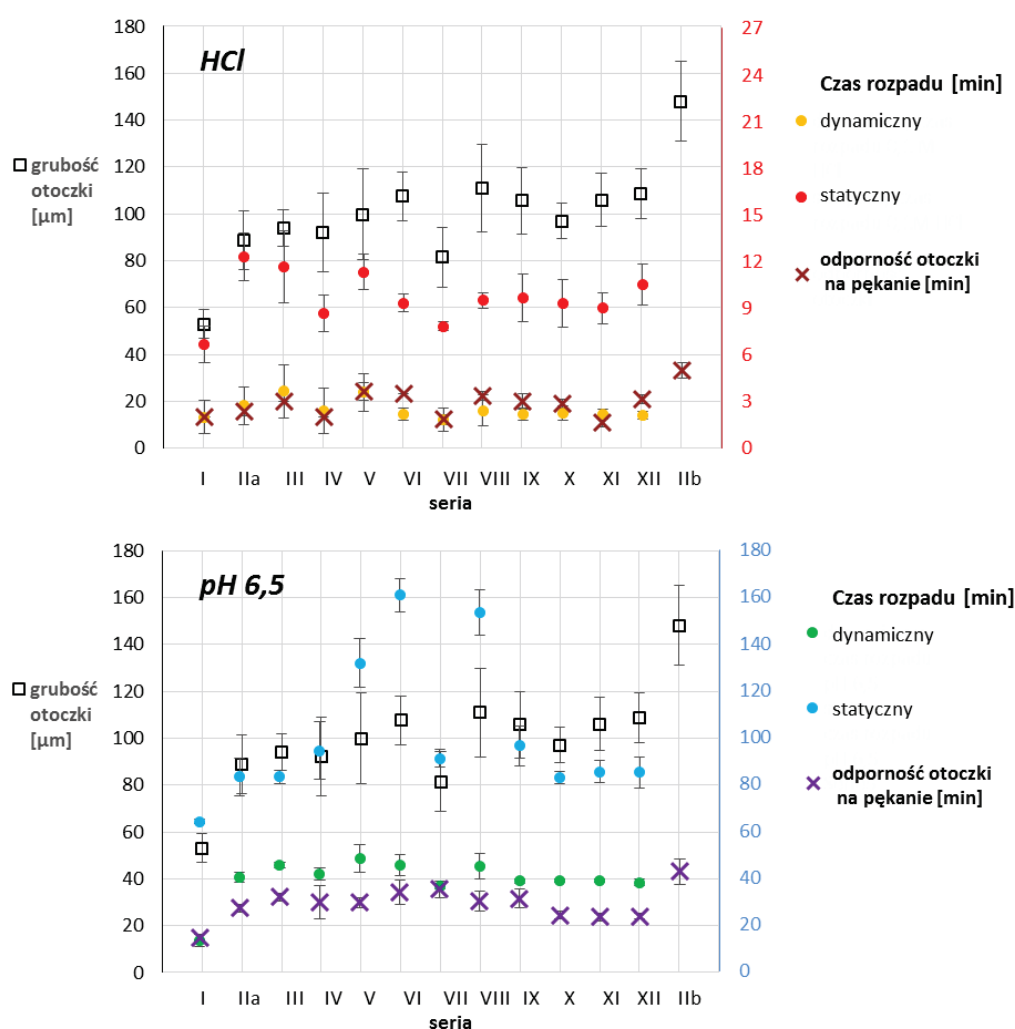 HCl
180
160
140
120
100
80
60
40
20
0
grubość
otoczki
[µm]
27
24
21
18
15
12
9
6
3
0
Czas rozpadu [min]
dynamiczny
statyczny
odporność otoczki
na pękanie [min]
I IIa III IV V VI VII VIII IX X XI XII IIb
seria
pH 6,5
180
160
140
120
100
80
60
40
20
0
grubość
otoczki
[µm]
180
160
140
120
100
80
60
40
20
0
Czas rozpadu [min]
dynamiczny
statyczny
odporność otoczki
na pękanie [min]
I IIa III IV V VI VII VIII IX X XI XII IIb
seria